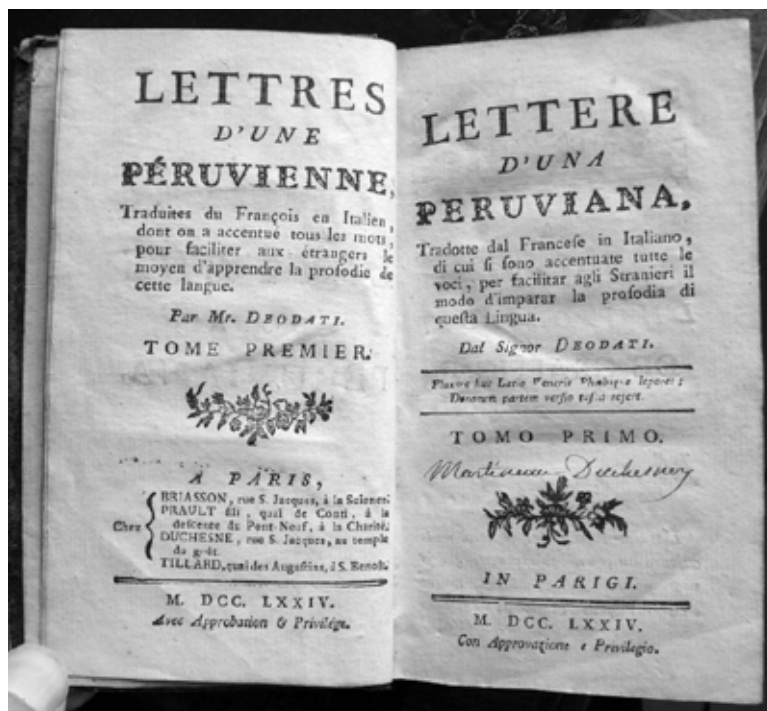 LETTRES
D'UNE
PÉRUVIENNE,
Traduites du François en Italien,
dont on a accentué tous les mots,
pour faciliter aux étrangers le
moyen d'apprendre la prosodie de
cette langue.
Par Mr. DEODATI.
TOME PREMIER.
A PARIS,
Chez
BRIASSON, rue S. Jacques, à la Science.
PRAULT fils, quai de Conti, à la
descente du Pont-Neuf, à la Charité.
DUCHESNE, rue S. Jacques, au temple
du goût.
TILLARD, quai des Augustins, à S. Benoît.
M. DCC. LXXIV.
Avec Approbation & Privilége.
LETTERE
D'UNA
PERUVIANA,
Tradotte dal Francese in Italiano,
di cui si sono accentuate tutte le
voci, per facilitar agli Stranieri il
modo d'imparar la prosodia di
questa Lingua.
Dal Signor DEODATI.
Latio Veneris
partem versio
TOMO PRIMO.
IN PARIGI.
M. DCC. LXXIV.
Con Approvazione e Privilegio.